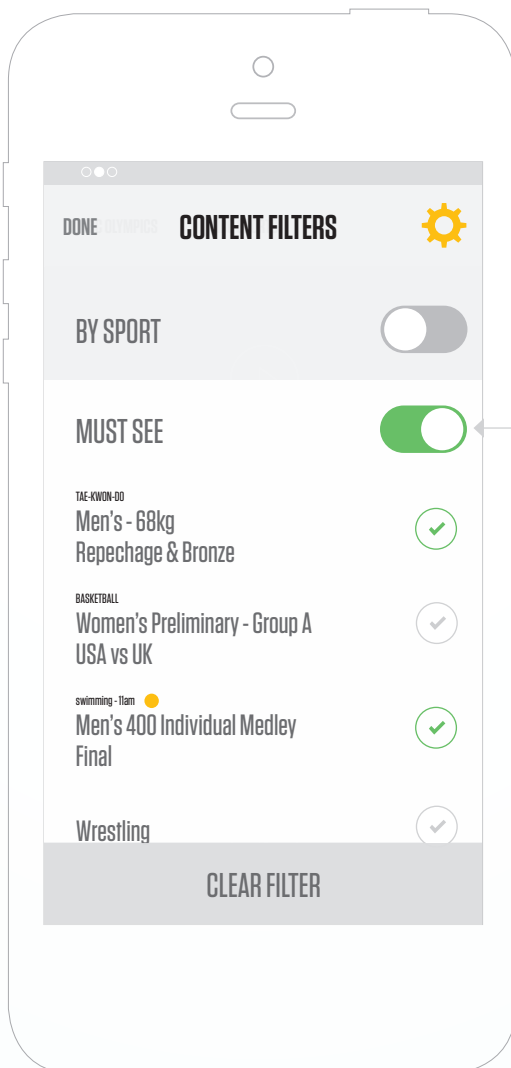 DONE
CONTENT FILTERS
BY SPORT
MUST SEE
TAE-KWON-DO
Men's - 68kg
Repechage & Bronze
BASKETBALL
Women's Preliminary - Group A
USA vs UK
swimming - 11am
Men's 400 Individual Medley
Final
Wrestling
CLEAR FILTER